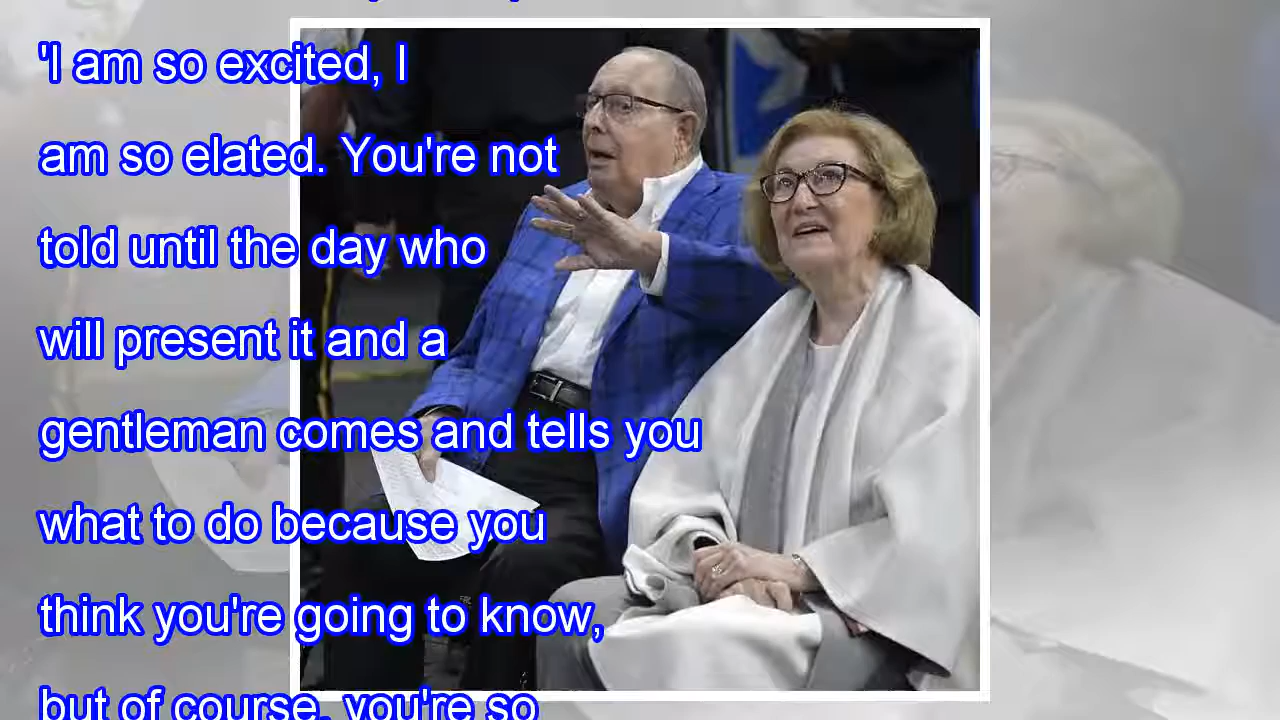 'I am so excited, I
am so elated. You're not
told until the day who
will present it and a
gentleman comes and tells you
what to do because you
think you're going to know,
but of course, you're so